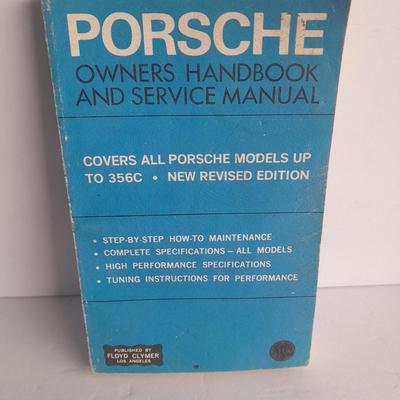 PORSCHE
OWNERS HANDBOOK
AND SERVICE MANUAL
COVERS ALL PORSCHE MODELS UP
TO 356C • NEW REVISED EDITION
• STEP-BY-STEP HOW-TO MAINTENANCE
• COMPLETE SPECIFICATIONS — ALL MODELS
• HIGH PERFORMANCE SPECIFICATIONS
• TUNING INSTRUCTIONS FOR PERFORMANCE
PUBLISHED BY
FLOYD CLYMER
LOS ANGELES